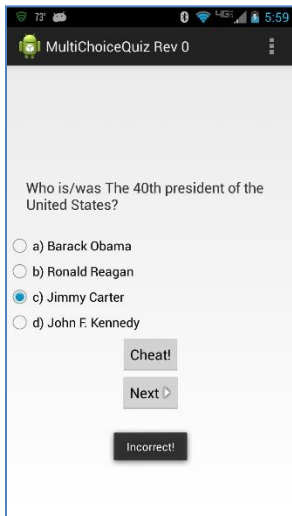 73° 4G 5:59
MultiChoiceQuiz Rev 0
Who is/was The 40th president of the
United States?
a) Barack Obama
b) Ronald Reagan
c) Jimmy Carter
d) John F. Kennedy
Cheat!
Next
Incorrect!